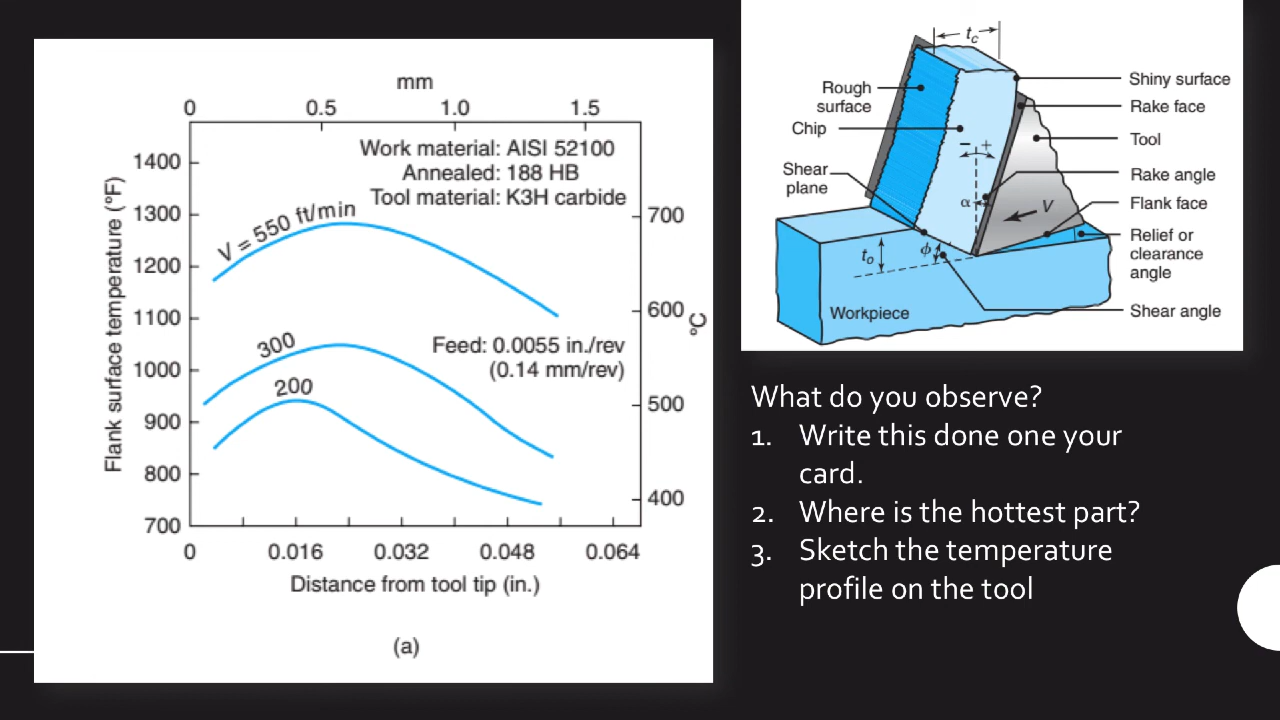 mm
0 0.5 1.0 1.5
Work material: AISI 52100
Annealed: 188 HB
Tool material: K3H carbide
1400
1300
1200
1100
1000
900
800
700
Flank surface temperature (°F)
V = 550 ft/min
300
200
Feed: 0.0055 in./rev
(0.14 mm/rev)
700
600
500
400
°C
0 0.016 0.032 0.048 0.064
Distance from tool tip (in.)
(a)
tc
Rough
surface
Chip
Shear
plane
Shiny surface
Rake face
Tool
Rake angle
Flank face
Relief or
clearance
angle
Shear angle
− +
α
V
to
ϕ
Workpiece
What do you observe?
1. Write this done one your
card.
2. Where is the hottest part?
3. Sketch the temperature
profile on the tool